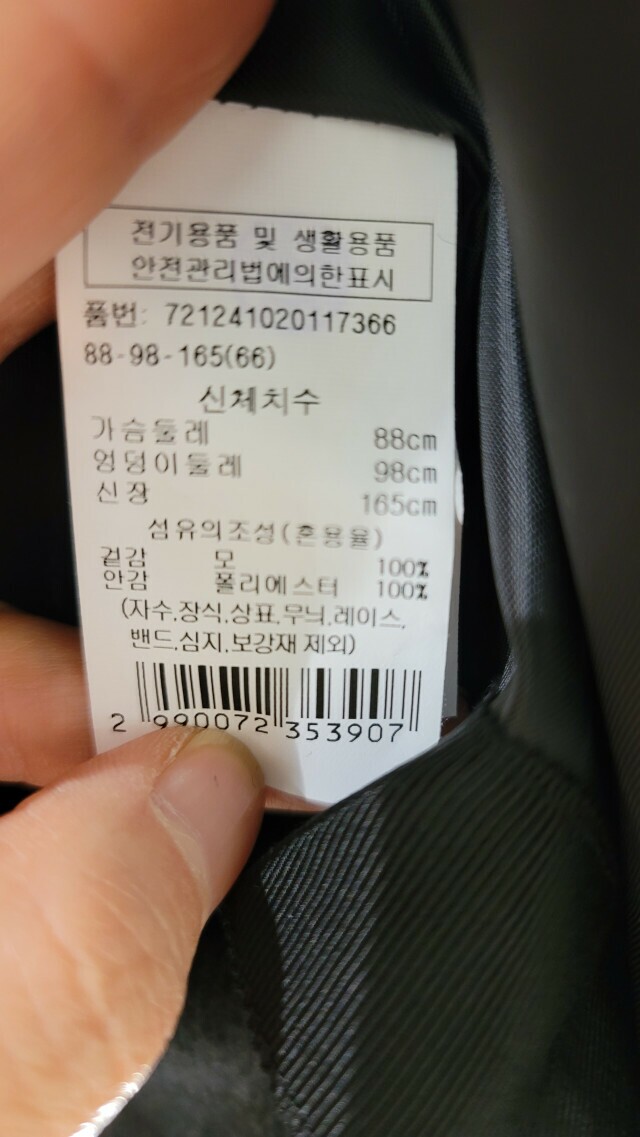 전기용품 및 생활용품
안전관리법에의한표시
품번: 721241020117366
88-98-165(66)
신체치수
가슴둘레 88cm
엉덩이둘레 98cm
신장 165cm
섬유의조성(혼용율)
겉감 모 100%
안감 폴리에스터 100%
(자수,장식,상표,무늬,레이스,
밴드,심지,보강재 제외)
2 990072 353907